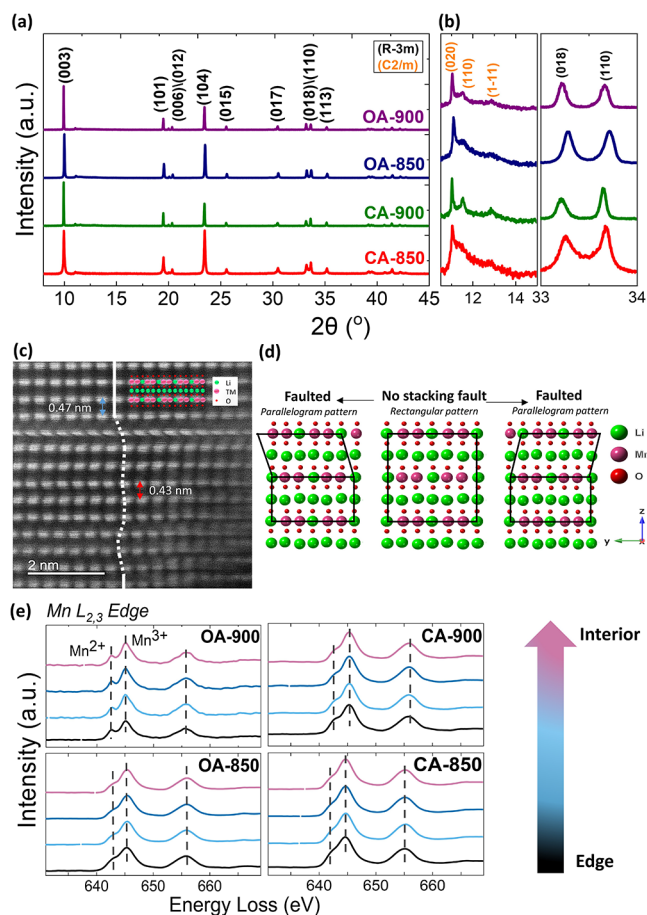 (a)
(b)
Intensity (a.u.)
(003)
(101)
(006)\(012)
(104)
(015)
(017)
(018)\(110)
(113)
(R-3m)
(C2/m)
OA-900
OA-850
CA-900
CA-850
10 15 20 25 30 35 40 45
2θ (°)
(020)
(110)
(1-11)
(018)
(110)
12 14 33 34
(c)
0.47 nm
Li
TM
O
0.43 nm
2 nm
(d)
Faulted No stacking fault Faulted
Parallelogram pattern Rectangular pattern Parallelogram pattern
Li
Mn
O
z
y
x
(e) Mn L2,3 Edge
Mn2+ Mn3+ OA-900
CA-900
OA-850
CA-850
Intensity (a.u.)
640 650 660 640 650 660
Energy Loss (eV)
Interior
Edge